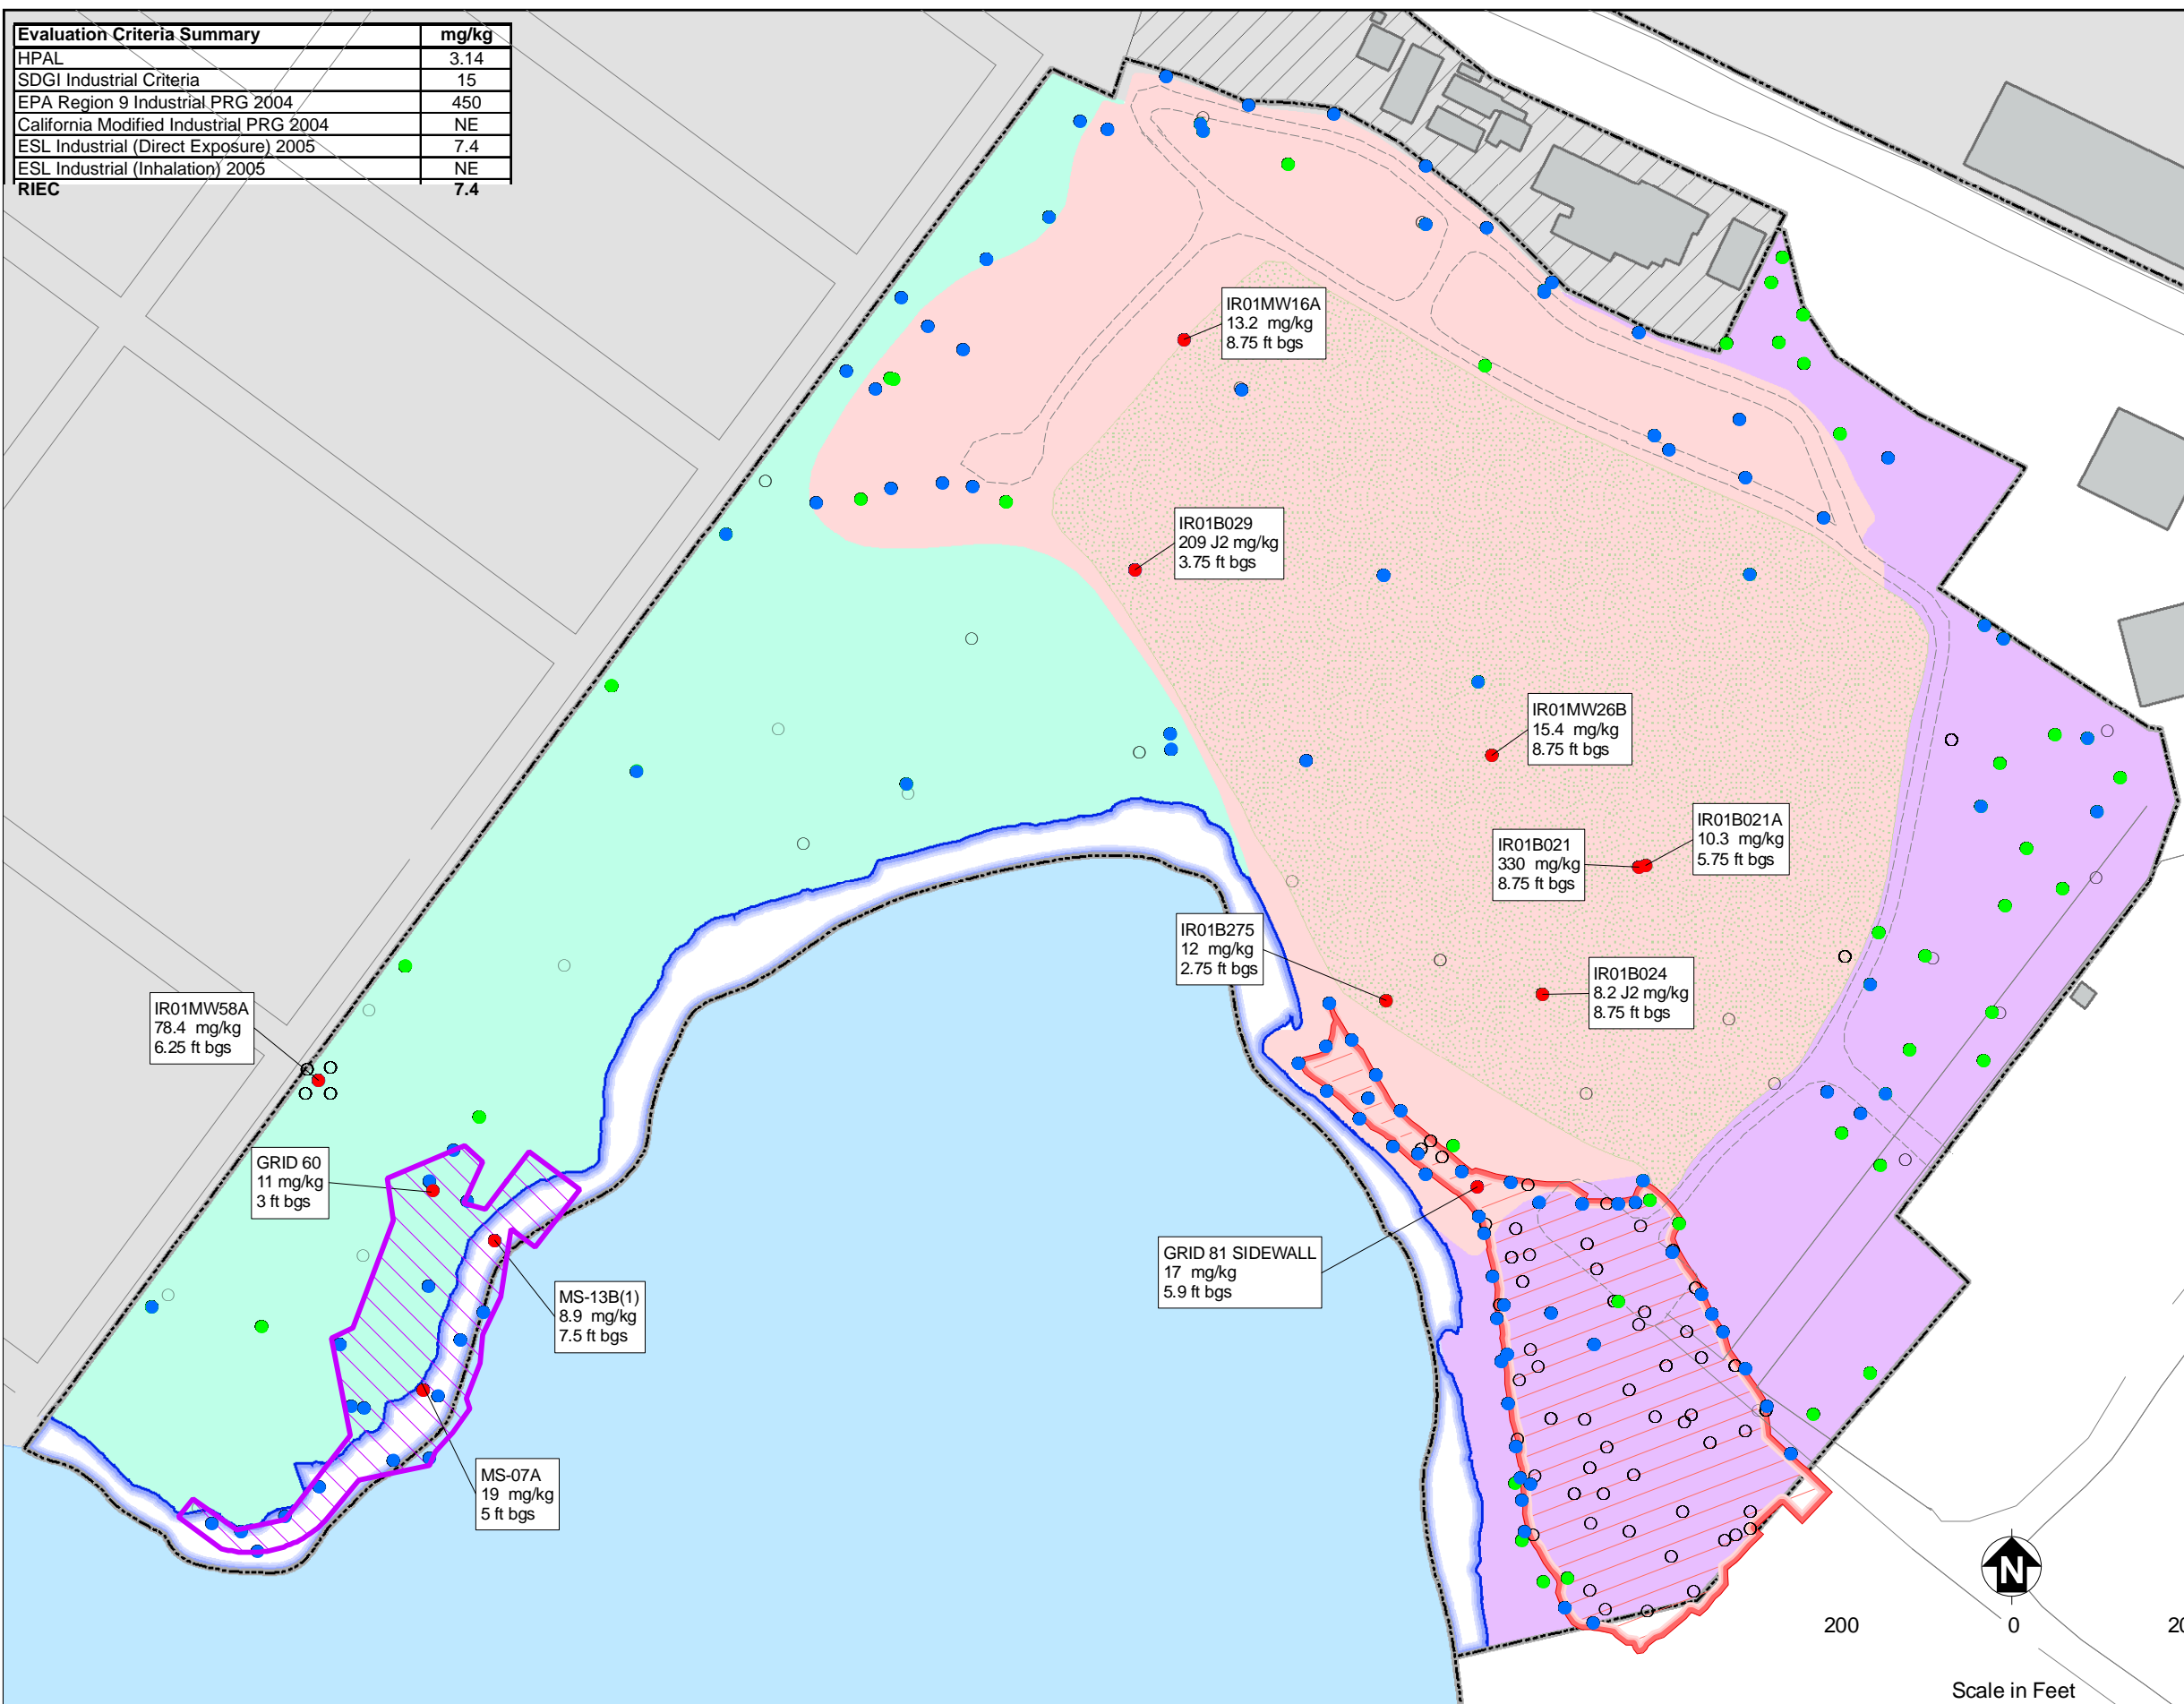 Evaluation Criteria Summary mg/kg
HPAL 3.14
SDGI Industrial Criteria 15
EPA Region 9 Industrial PRG 2004 450
California Modified Industrial PRG 2004 NE
ESL Industrial (Direct Exposure) 2005 7.4
ESL Industrial (Inhalation) 2005 NE
RIEC 7.4
IR01MW16A
13.2 mg/kg
8.75 ft bgs
IR01B029
209 J2 mg/kg
3.75 ft bgs
IR01MW26B
15.4 mg/kg
8.75 ft bgs
IR01B021A
10.3 mg/kg
5.75 ft bgs
IR01B021
330 mg/kg
8.75 ft bgs
IR01B275
12 mg/kg
2.75 ft bgs
IR01B024
8.2 J2 mg/kg
8.75 ft bgs
IR01MW58A
78.4 mg/kg
6.25 ft bgs
GRID 60
11 mg/kg
3 ft bgs
GRID 81 SIDEWALL
17 mg/kg
5.9 ft bgs
MS-13B(1)
8.9 mg/kg
7.5 ft bgs
MS-07A
19 mg/kg
5 ft bgs
N
200 0
Scale in Feet